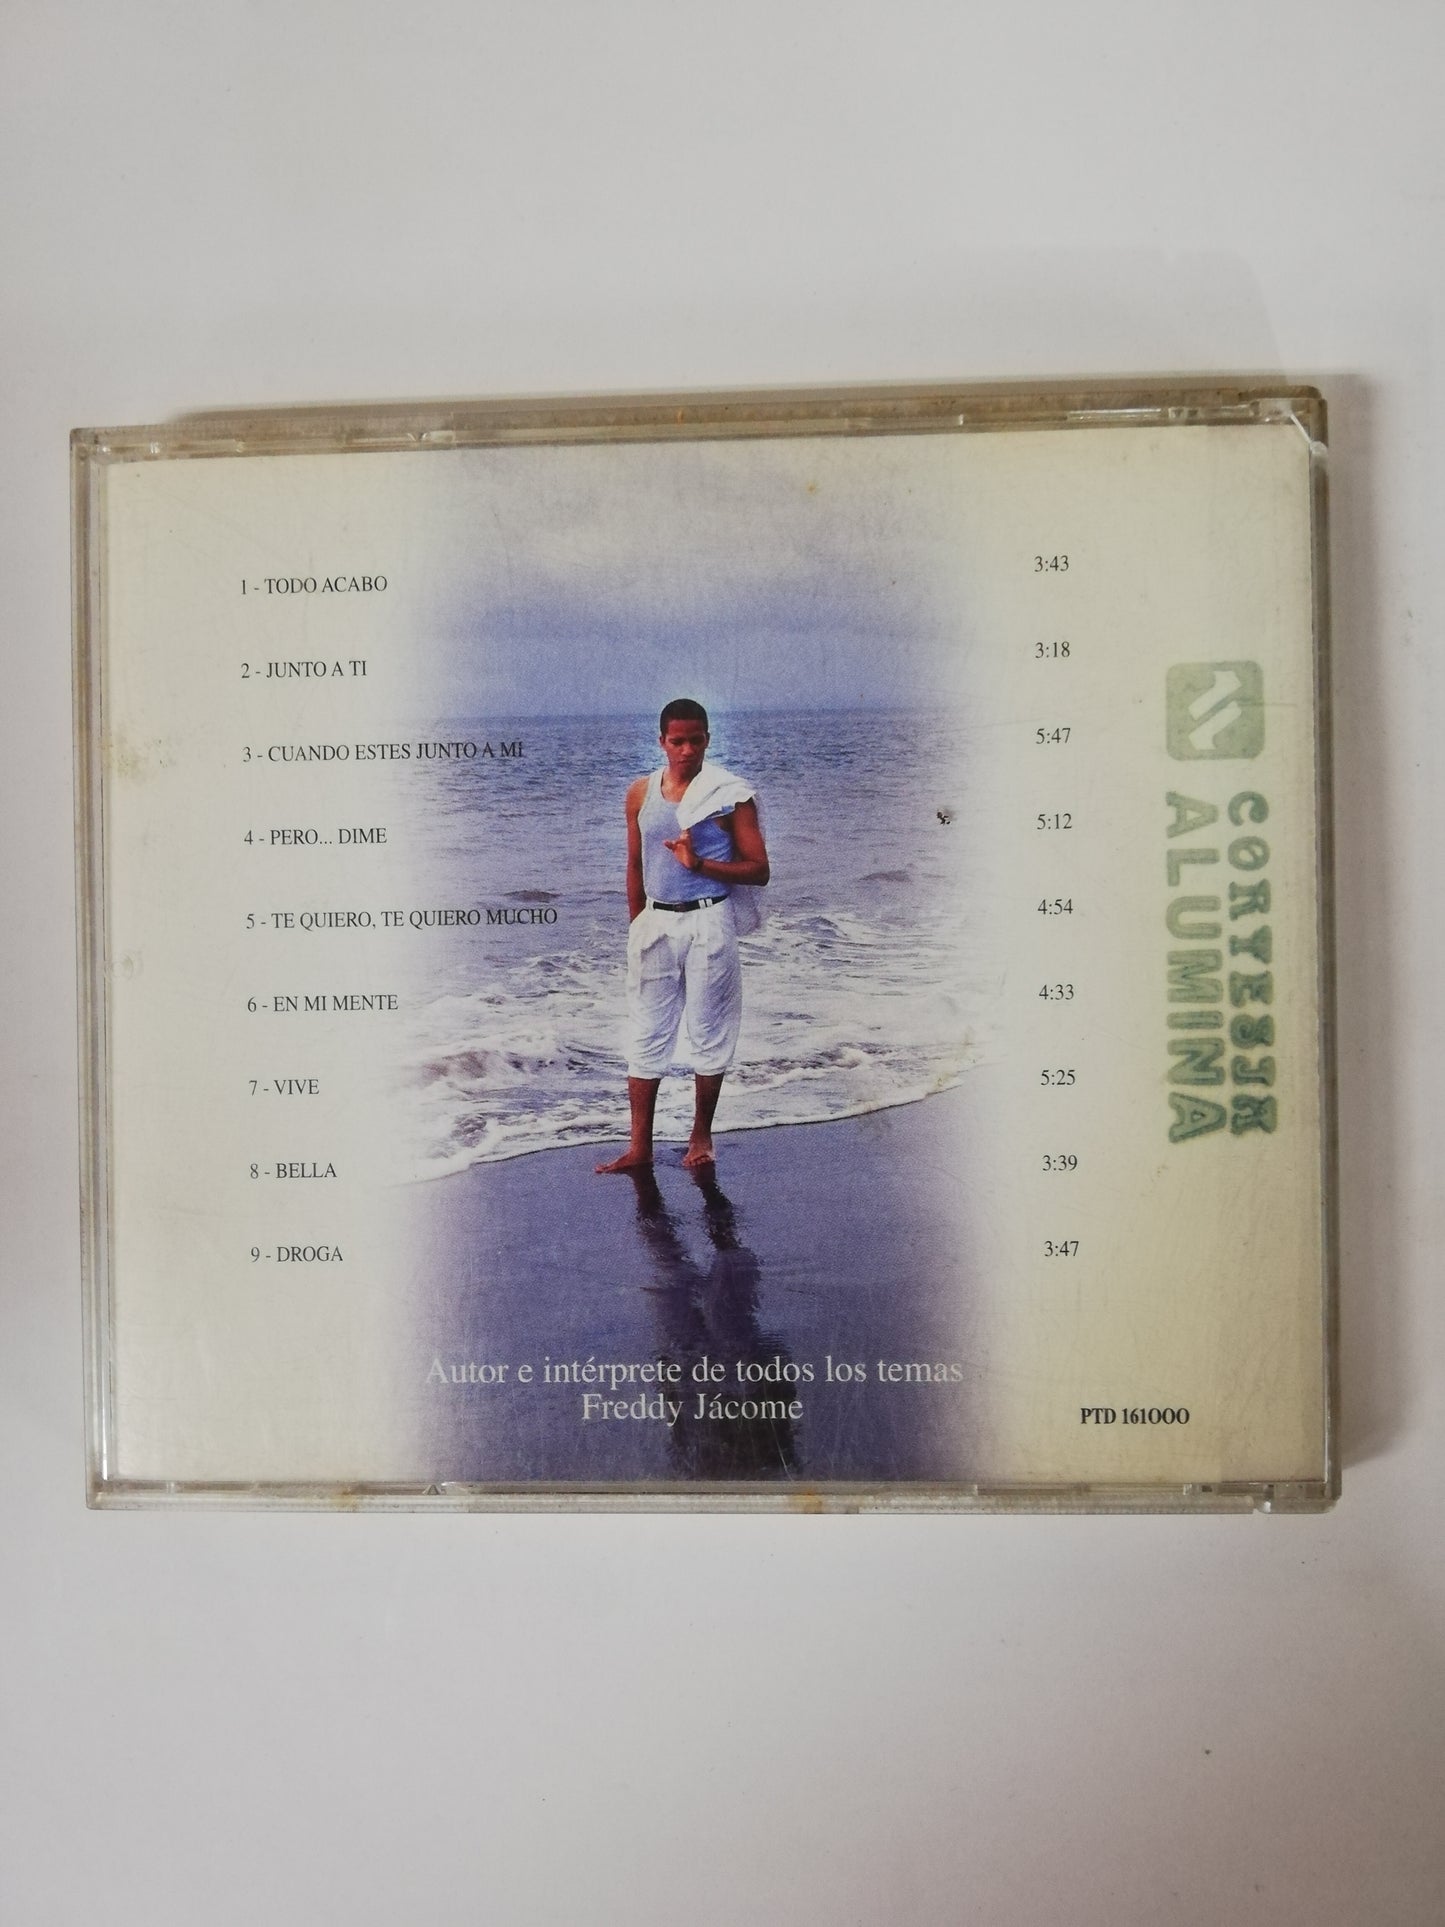 1 - TODO ACABO 3:43
2 - JUNTO A TI 3:18
3 - CUANDO ESTES JUNTO A MI 5:47
4 - PERO... DIME 5:12
5 - TE QUIERO, TE QUIERO MUCHO 4:54
6 - EN MI MENTE 4:33
7 - VIVE 5:25
8 - BELLA 3:39
9 - DROGA 3:47
Autor e intérprete de todos los temas
Freddy Jácome
PTD 161000
CORTESIA
ALUMINA